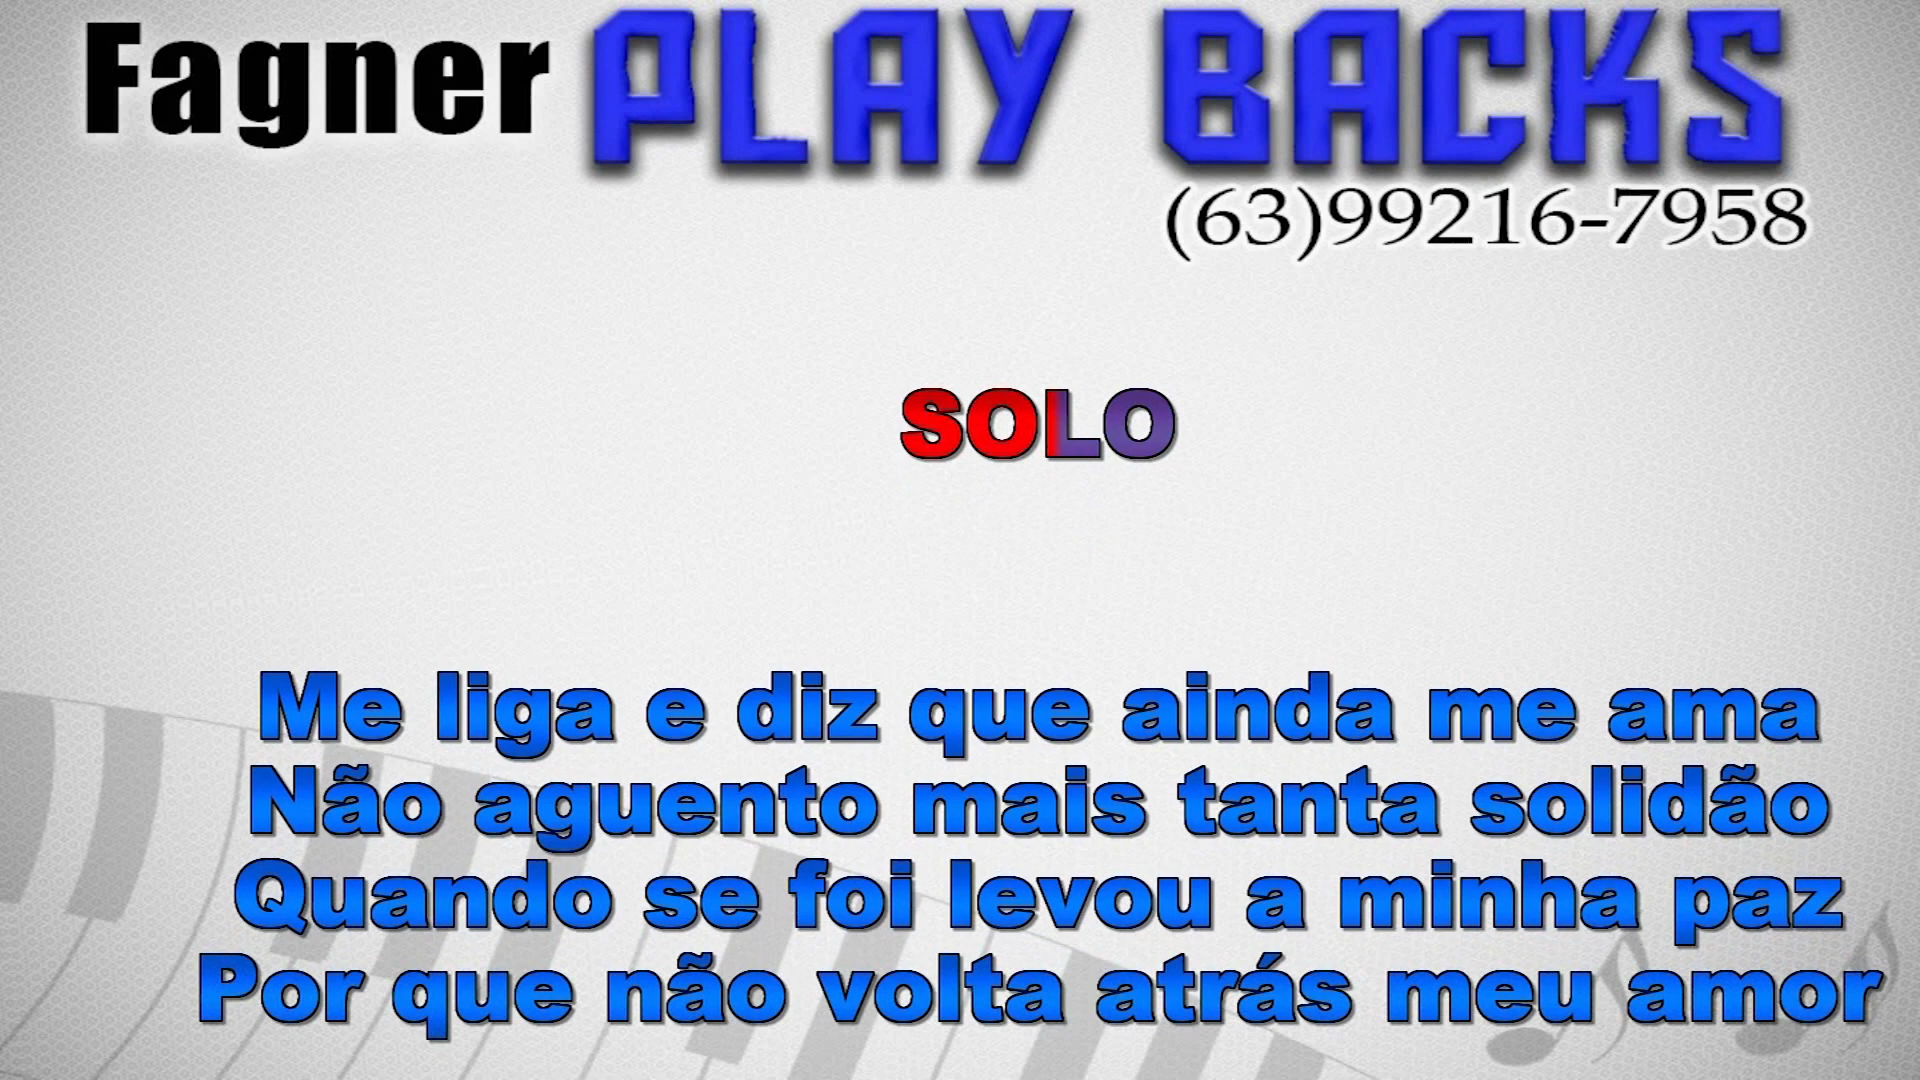 Fagner PLAY BACKS
(63)99216-7958
SOLO
Me liga e diz que ainda me ama
Não aguento mais tanta solidão
Quando se foi levou a minha paz
Por que não volta atrás meu amor